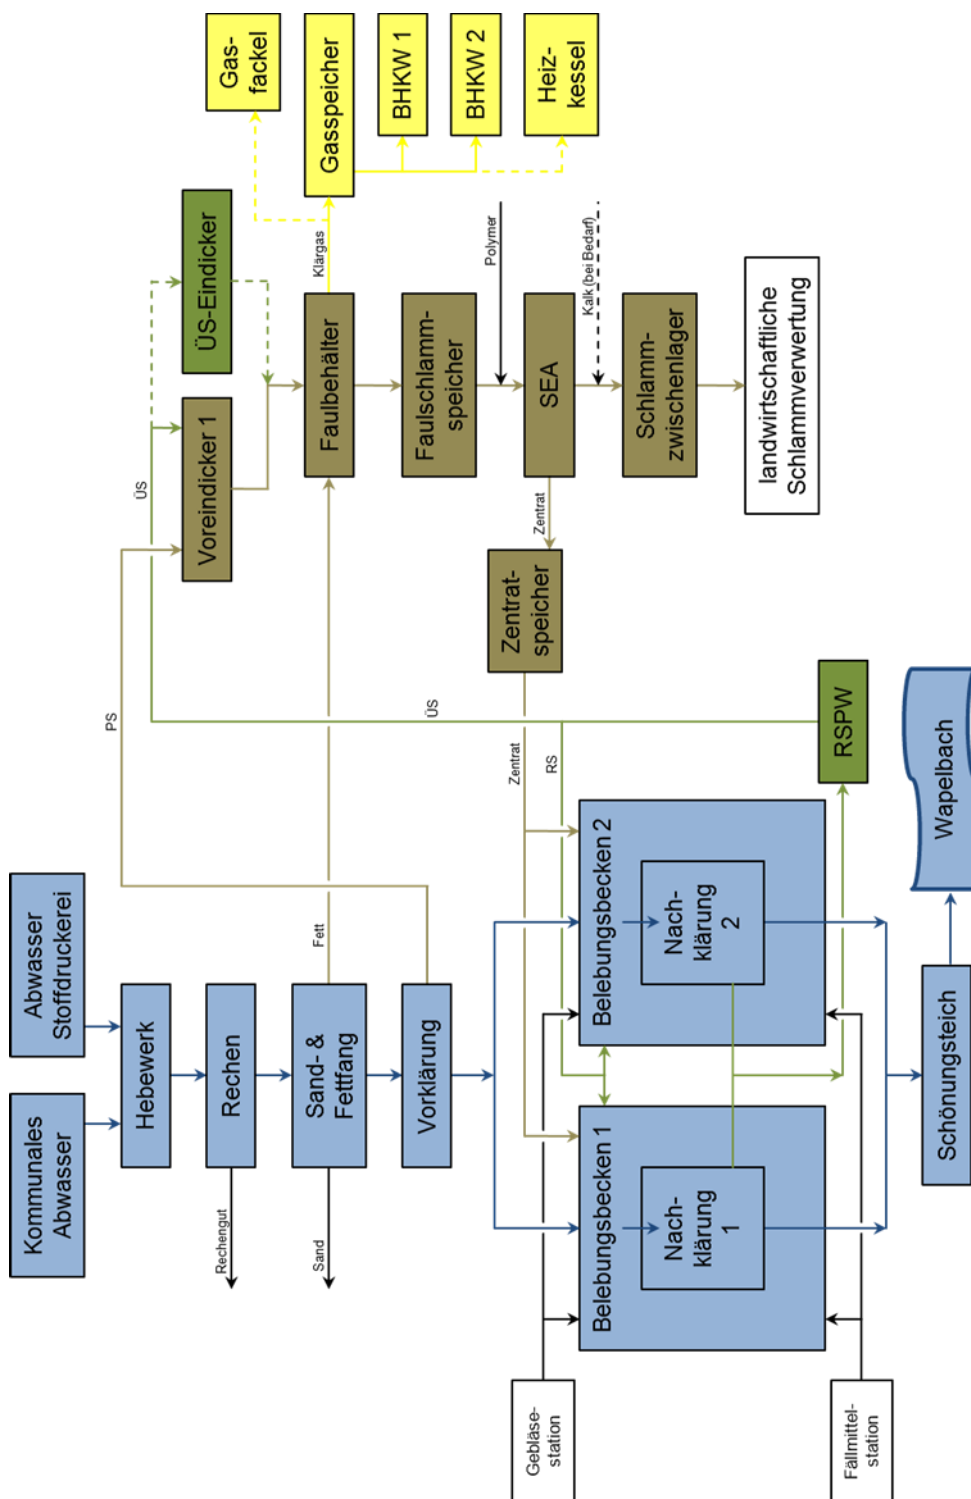 Kommunales
Abwasser
Abwasser
Stoffdruckerei
Hebewerk
Rechen
Rechengut
Sand- &
Fettfang
Sand
Fett
Vorklärung
PS
Belebungsbecken 1
Nach-
klärung
1
Belebungsbecken 2
Nach-
klärung
2
Gebläse-
station
Fällmittel-
station
Schönungsteich
Wapelbach
RSPW
RS
ÜS
ÜS
Zentrat
Zentrat-
speicher
Zentrat
Voreindicker 1
ÜS-Eindicker
Faulbehälter
Klärgas
Gas-
fackel
Gasspeicher
BHKW 1
BHKW 2
Heiz-
kessel
Faulschlamm-
speicher
Polymer
SEA
Kalk (bei Bedarf)
Schlamm-
zwischenlager
landwirtschaftliche
Schlammverwertung